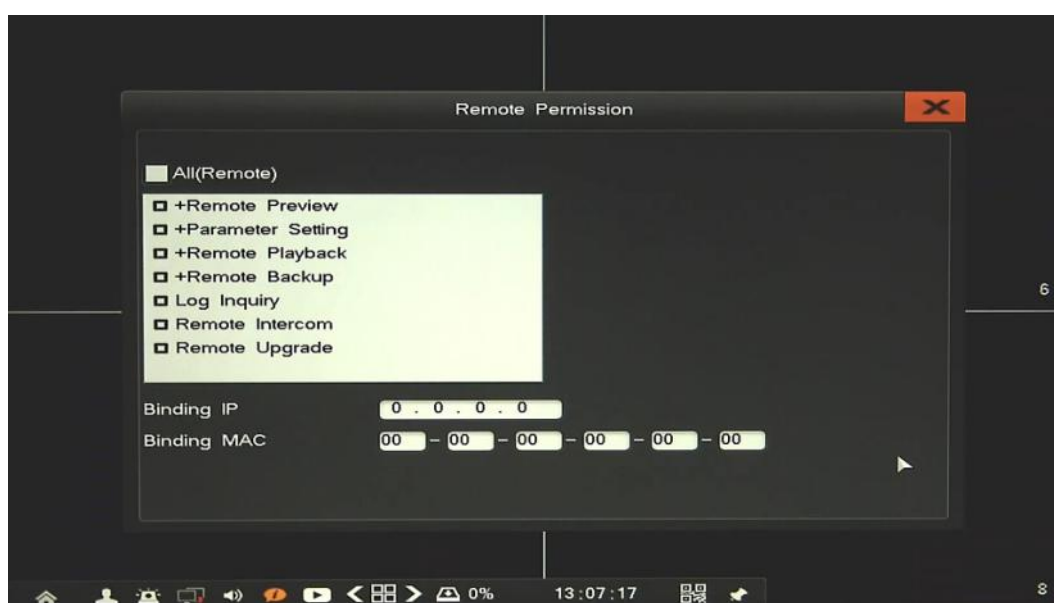 Remote Permission
All(Remote)
+Remote Preview
+Parameter Setting
+Remote Playback
+Remote Backup
Log Inquiry
Remote Intercom
Remote Upgrade
6
Binding IP 0 . 0 . 0 . 0
Binding MAC 00 - 00 - 00 - 00 - 00 - 00
0% 13:07:17
8